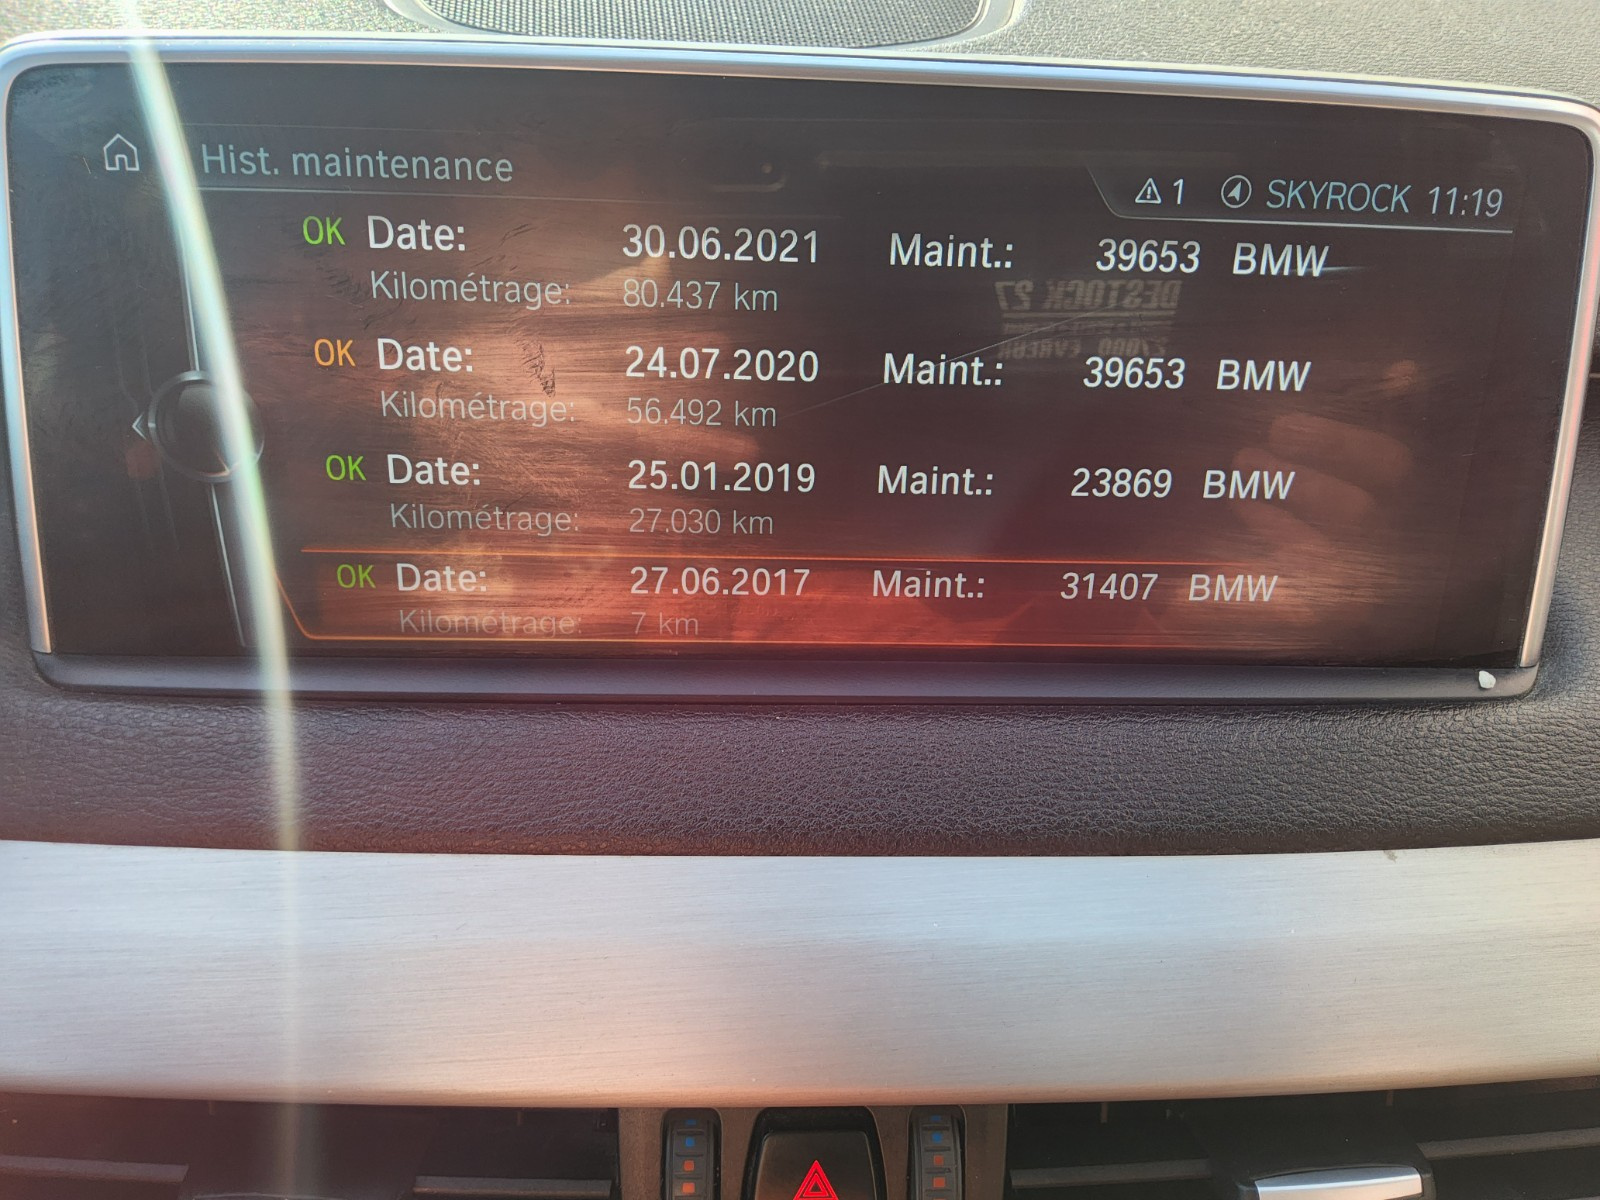 Hist. maintenance
1 SKYROCK 11:19
OK Date: 30.06.2021 Maint.: 39653 BMW
Kilométrage: 80.437 km
DESTOCK 27
OK Date: 24.07.2020 Maint.: 39653 BMW
Kilométrage: 56.492 km
OK Date: 25.01.2019 Maint.: 23869 BMW
Kilométrage: 27.030 km
OK Date: 27.06.2017 Maint.: 31407 BMW
Kilométrage: 7 km